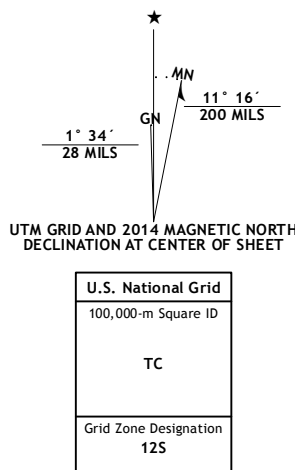 ★
MN
GN
1° 34´
28 MILS
11° 16´
200 MILS
UTM GRID AND 2014 MAGNETIC NORTH
DECLINATION AT CENTER OF SHEET
U.S. National Grid
100,000-m Square ID
TC
Grid Zone Designation
12S